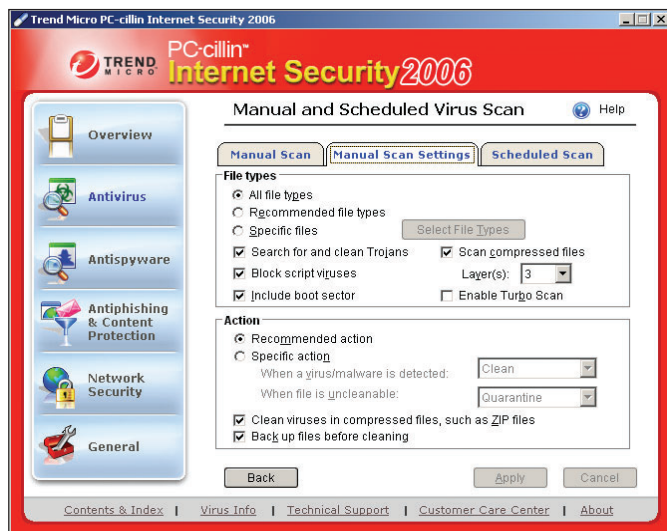 Trend Micro PC-cillin Internet Security 2006
TREND MICRO
PC-cillin™
Internet Security 2006
Overview
Antivirus
Antispyware
Antiphishing
& Content
Protection
Network
Security
General
Manual and Scheduled Virus Scan
Help
Manual Scan
Manual Scan Settings
Scheduled Scan
File types
All file types
Recommended file types
Specific files
Select File Types
Search for and clean Trojans
Scan compressed files
Block script viruses
Layer(s): 3
Include boot sector
Enable Turbo Scan
Action
Recommended action
Specific action
When a virus/malware is detected: Clean
When file is uncleanable: Quarantine
Clean viruses in compressed files, such as ZIP files
Back up files before cleaning
Back
Apply
Cancel
Contents & Index | Virus Info | Technical Support | Customer Care Center | About